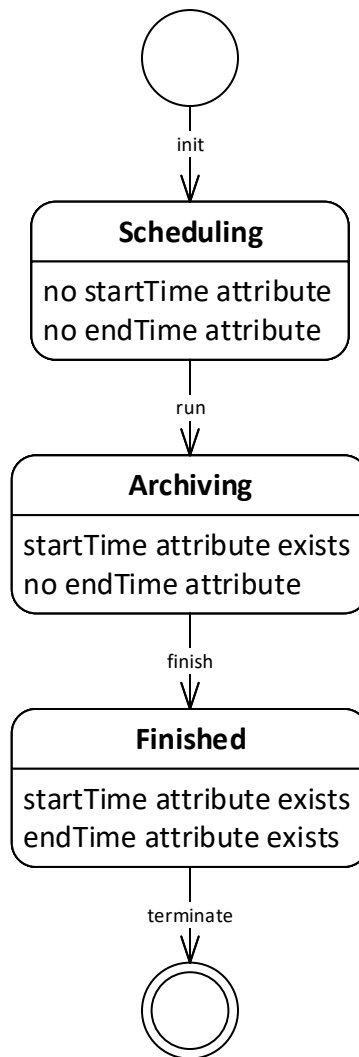 init
Scheduling
no startTime attribute
no endTime attribute
run
Archiving
startTime attribute exists
no endTime attribute
finish
Finished
startTime attribute exists
endTime attribute exists
terminate